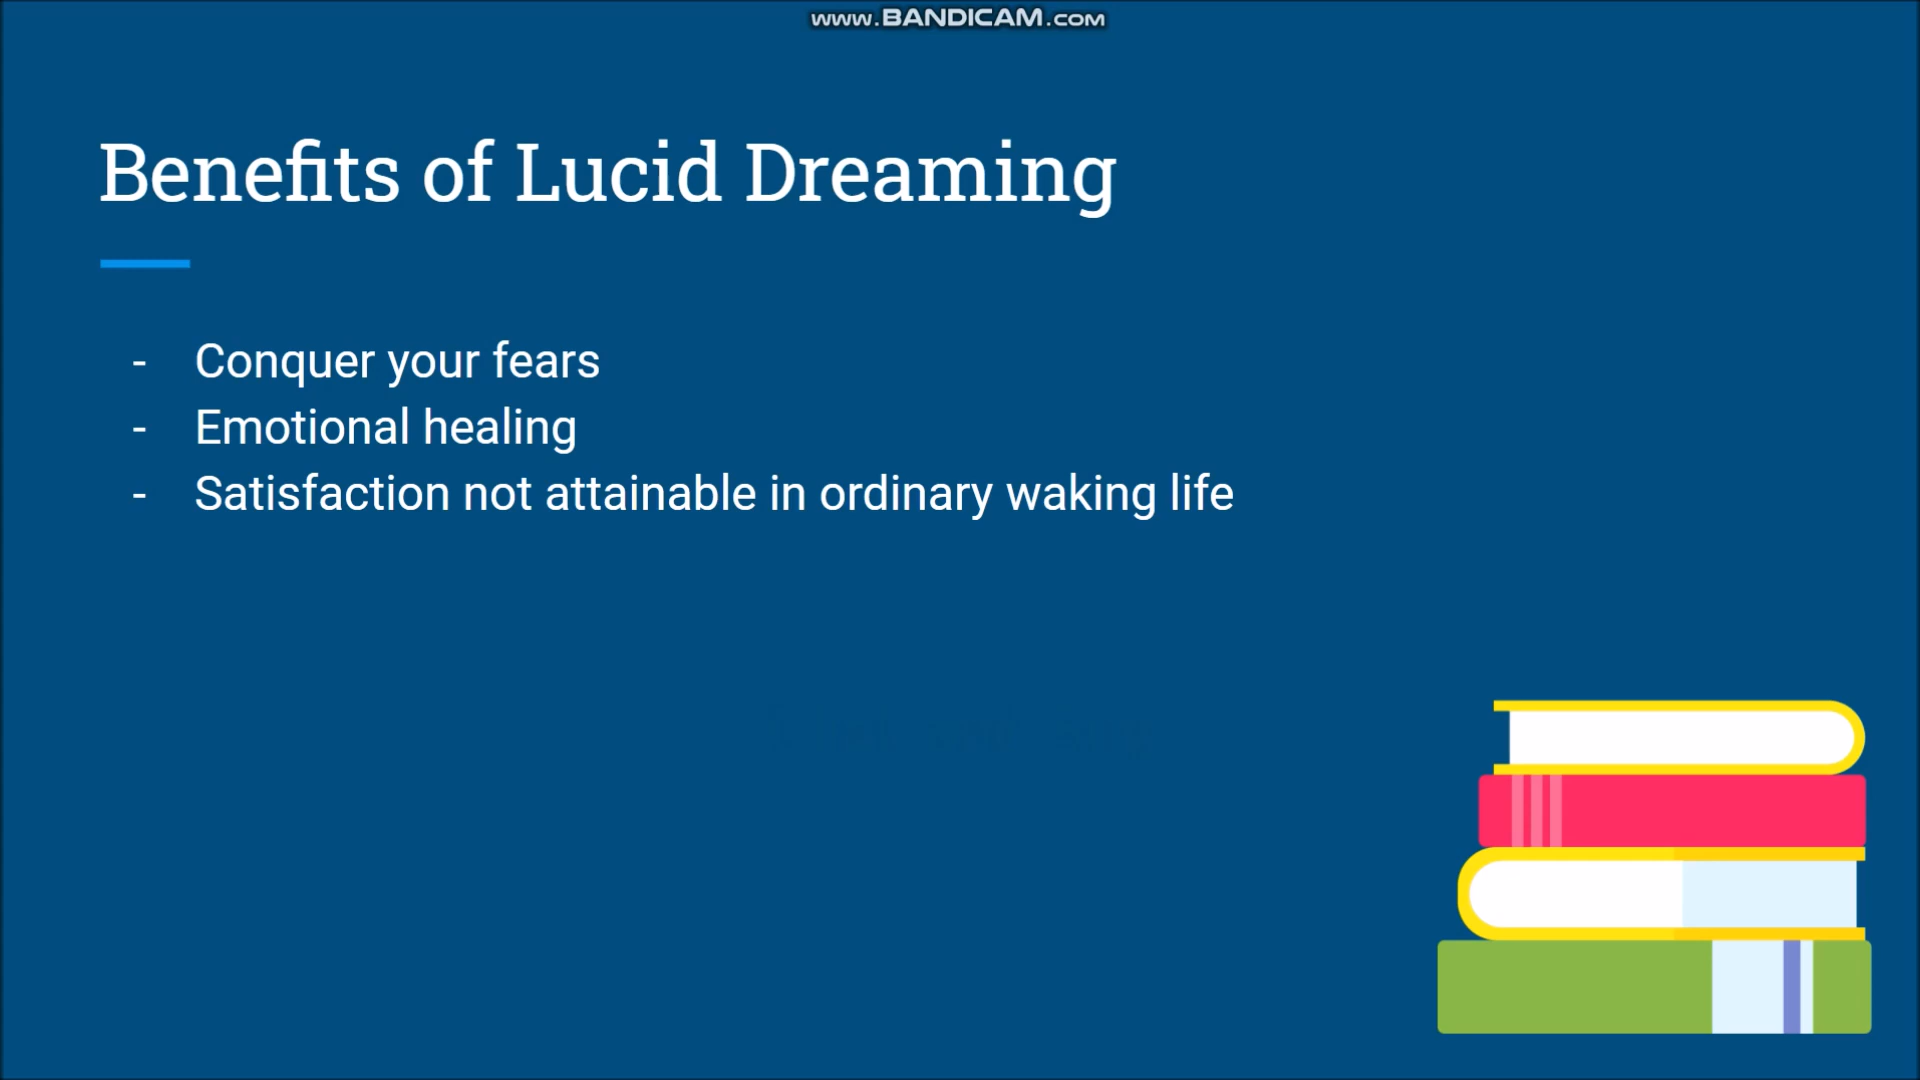 www.BANDICAM.com
Benefits of Lucid Dreaming
- Conquer your fears
- Emotional healing
- Satisfaction not attainable in ordinary waking life